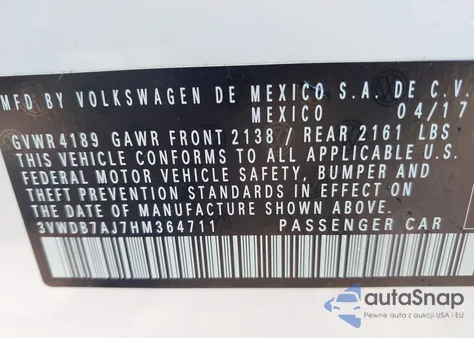 MFD BY VOLKSWAGEN DE MEXICO S.A. DE C.V.
MEXICO 04/17
GVWR 4189 GAWR FRONT 2138 / REAR 2161 LBS
THIS VEHICLE CONFORMS TO ALL APPLICABLE U.S.
FEDERAL MOTOR VEHICLE SAFETY, BUMPER AND
THEFT PREVENTION STANDARDS IN EFFECT ON THE
DATE OF MANUFACTURE SHOWN ABOVE.
3VWDB7AJ7HM364711 PASSENGER CAR
autoSnap
Pewne auta z aukcji USA i EU